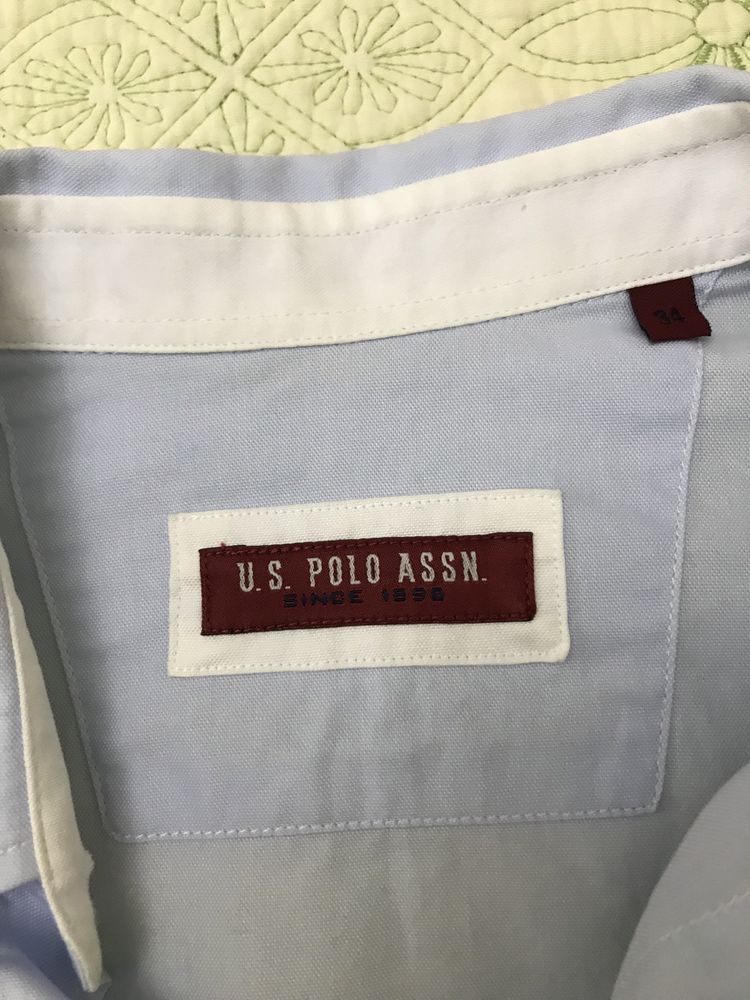 34
U.S. POLO ASSN.
SINCE 1890